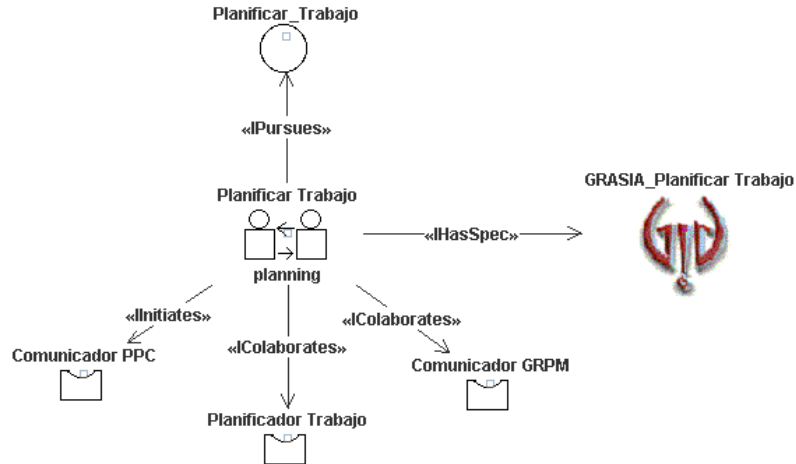 Planificar_Trabajo
«IPursues»
GRASIA_Planificar Trabajo
Planificar Trabajo
«IHasSpec»
planning
«IInitiates»
«IColaborates»
«IColaborates»
Comunicador PPC
Comunicador GRPM
Planificador Trabajo